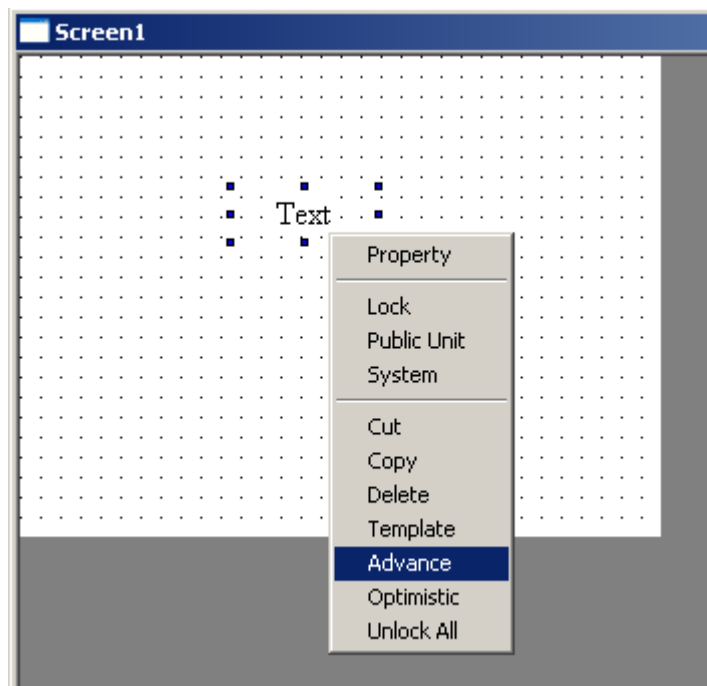 Screen1
Text
Property
Lock
Public Unit
System
Cut
Copy
Delete
Template
Advance
Optimistic
Unlock All